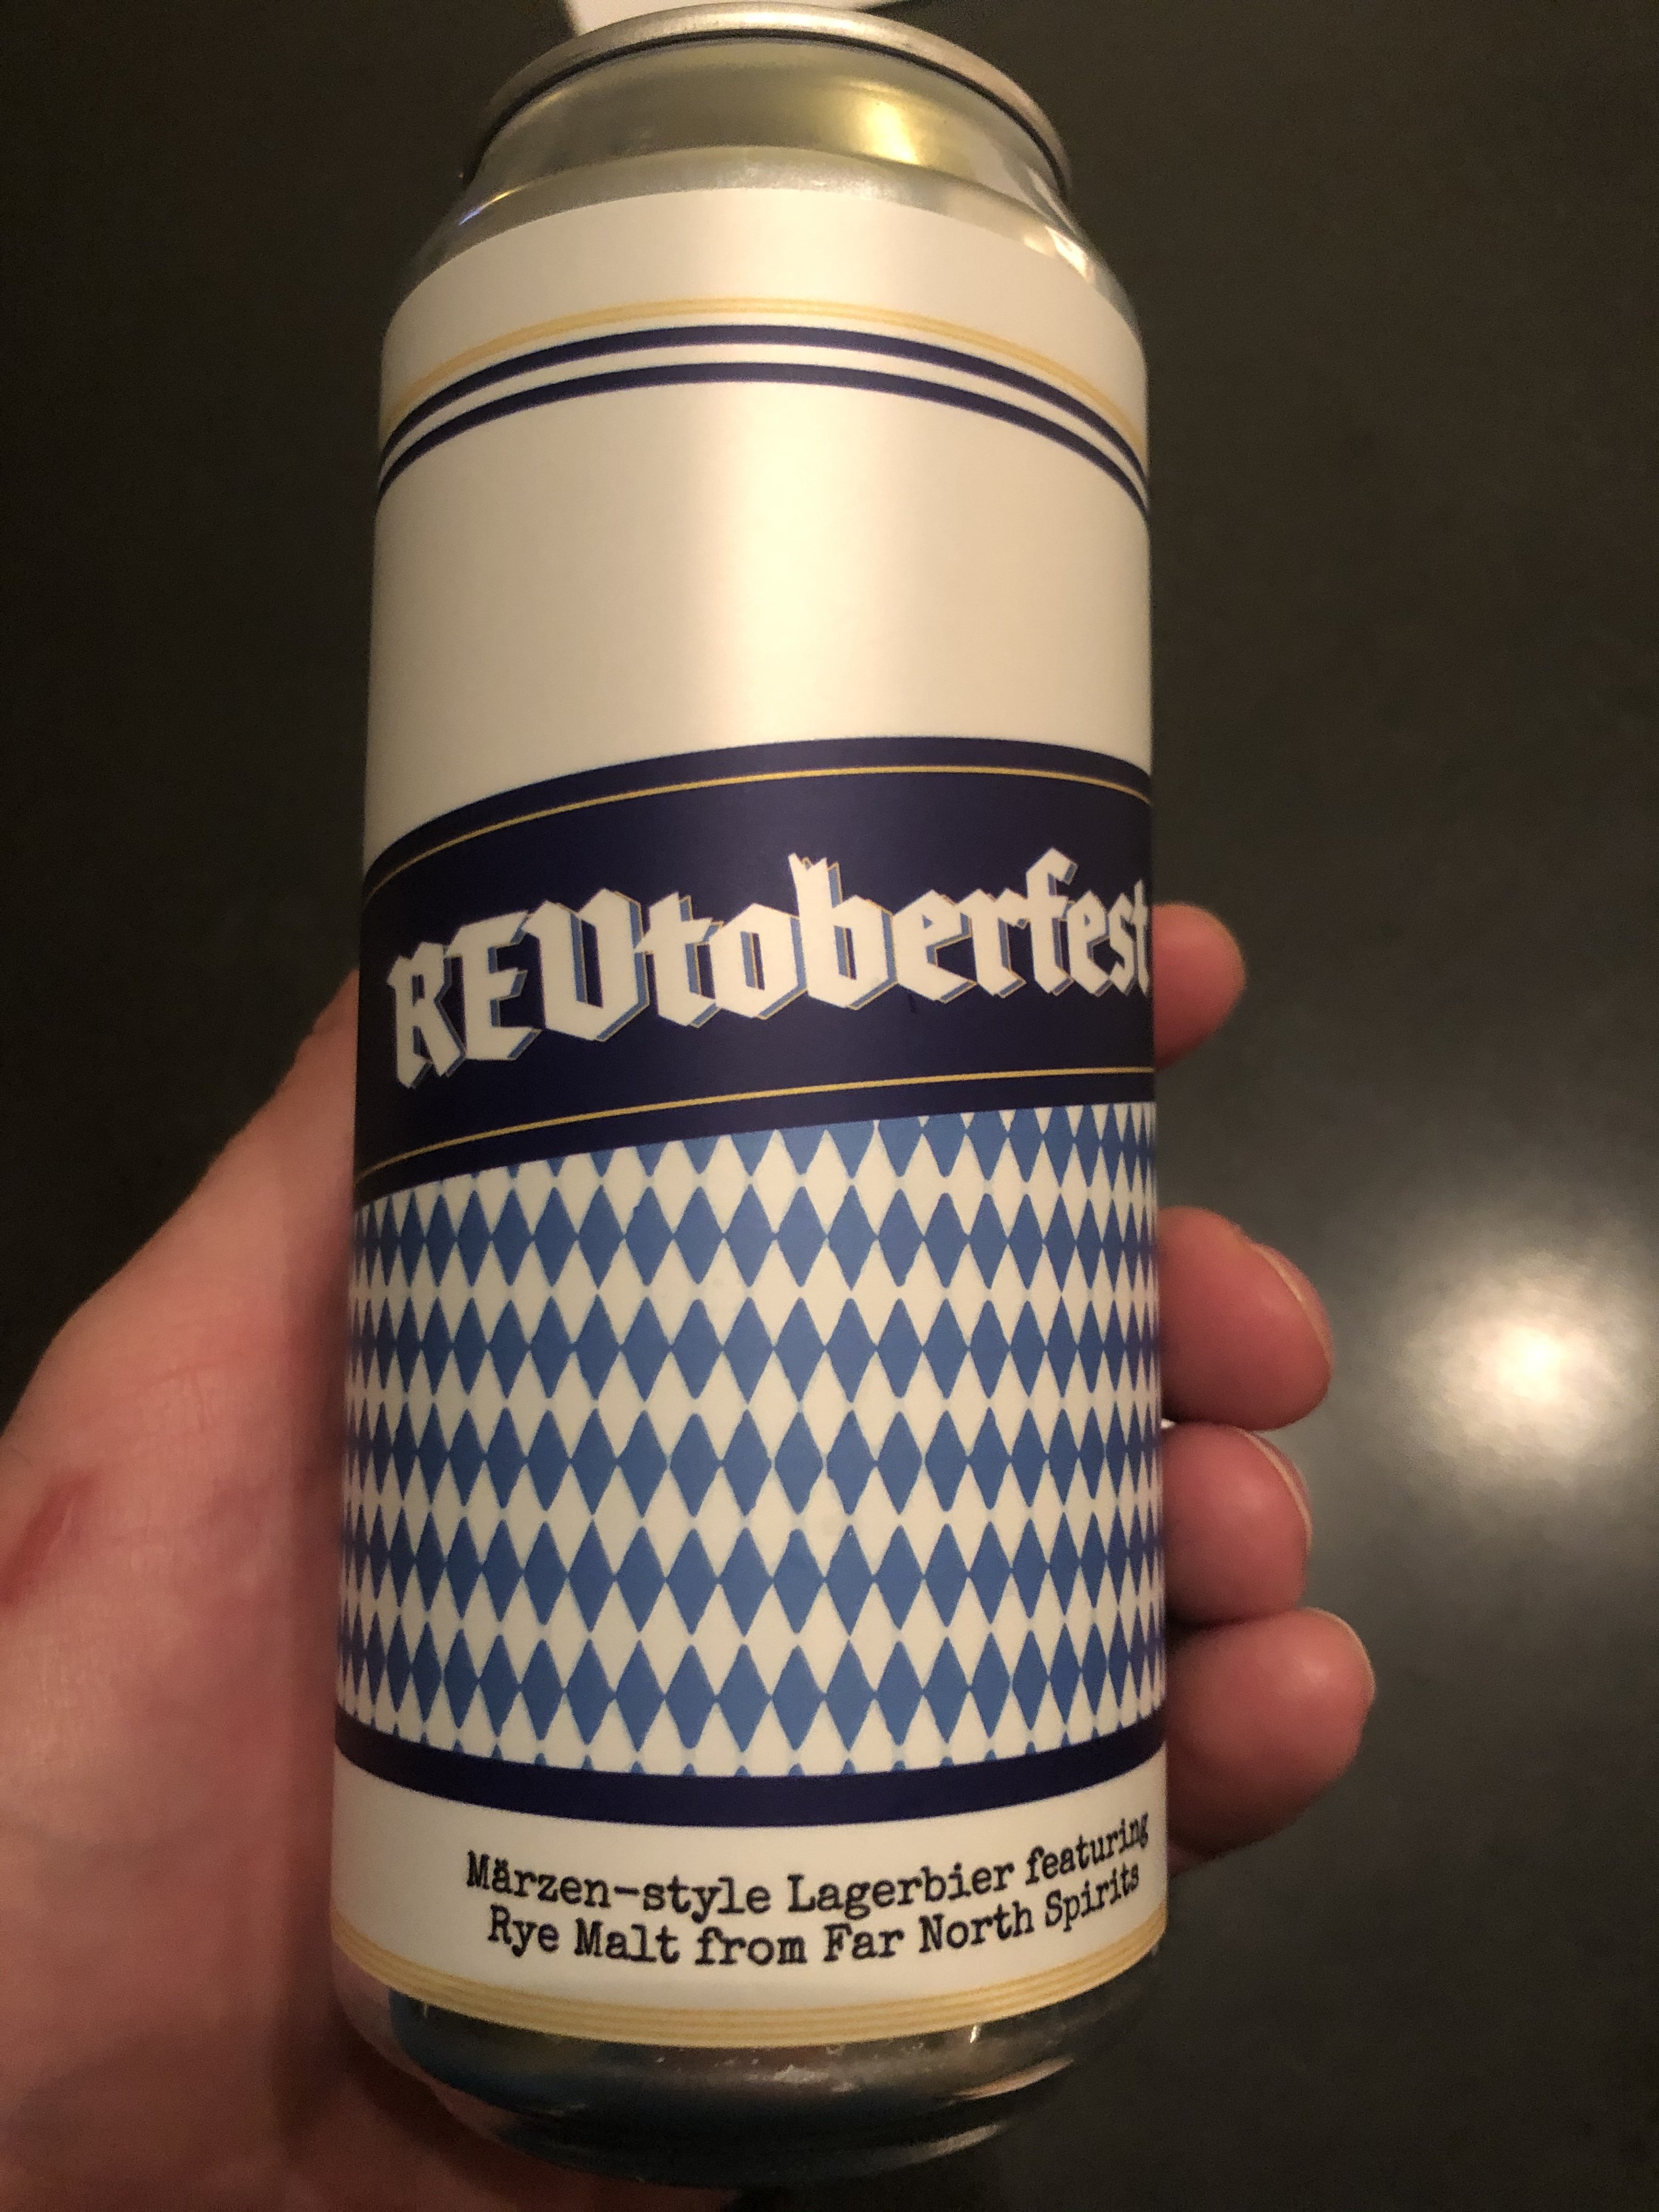 REVtoberfest
Märzen-style Lagerbier featuring
Rye Malt from Far North Spirits